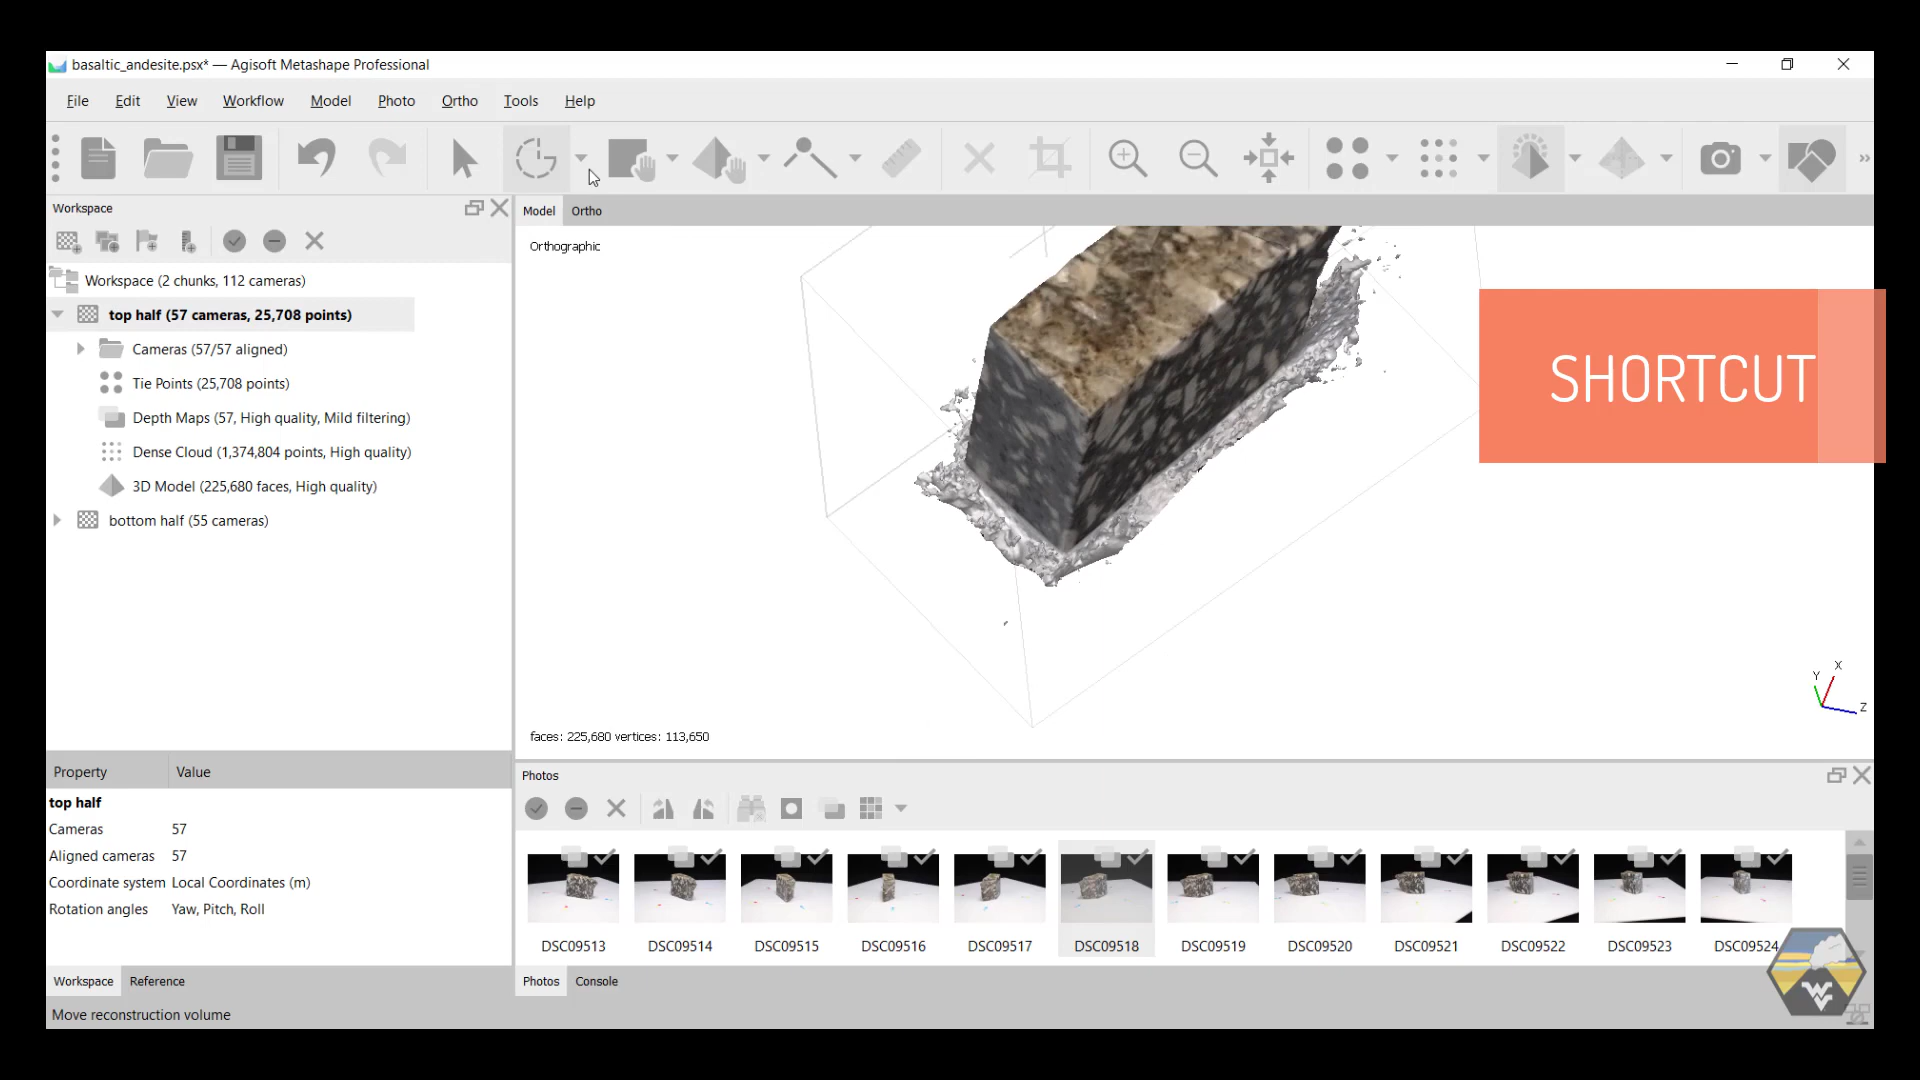 basaltic_andesite.psx* — Agisoft Metashape Professional
File Edit View Workflow Model Photo Ortho Tools Help
Workspace
Model Ortho
Orthographic
Workspace (2 chunks, 112 cameras)
top half (57 cameras, 25,708 points)
Cameras (57/57 aligned)
Tie Points (25,708 points)
Depth Maps (57, High quality, Mild filtering)
Dense Cloud (1,374,804 points, High quality)
3D Model (225,680 faces, High quality)
bottom half (55 cameras)
SHORTCUT
X
Y
Z
faces: 225,680 vertices: 113,650
Property Value
top half
Cameras 57
Aligned cameras 57
Coordinate system Local Coordinates (m)
Rotation angles Yaw, Pitch, Roll
Photos
DSC09513 DSC09514 DSC09515 DSC09516 DSC09517 DSC09518 DSC09519 DSC09520 DSC09521 DSC09522 DSC09523 DSC09524
Workspace Reference
Photos Console
Move reconstruction volume
WV